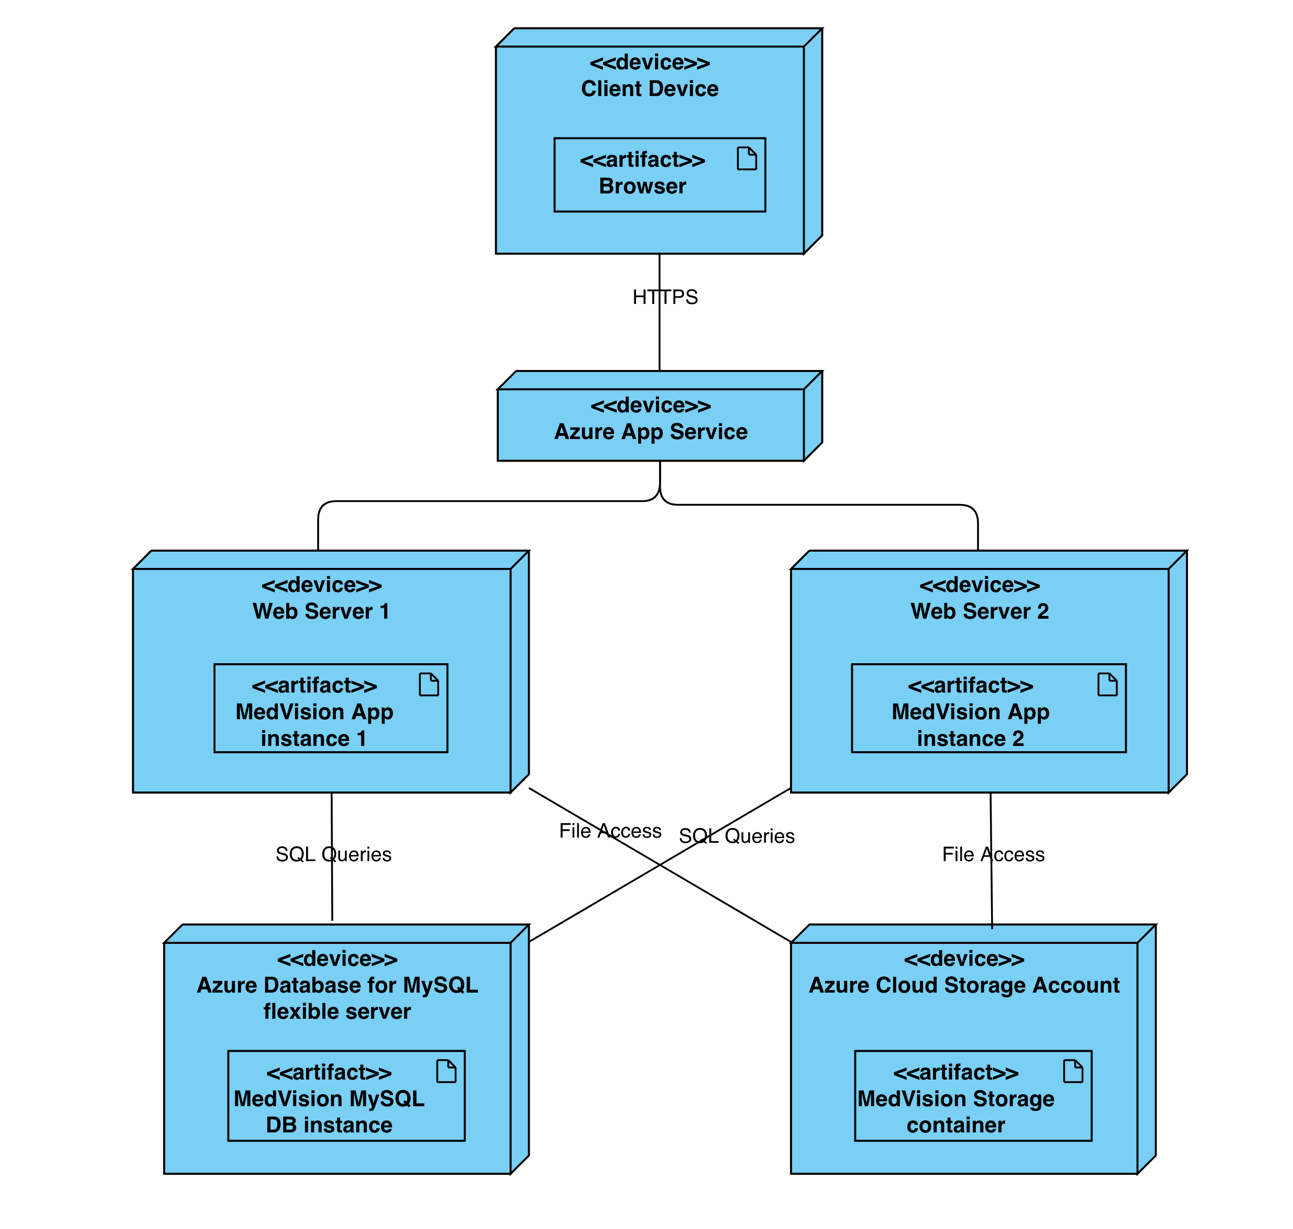 <<device>>
Client Device
<<artifact>>
Browser
HTTPS
<<device>>
Azure App Service
<<device>>
Web Server 1
<<artifact>>
MedVision App
instance 1
<<device>>
Web Server 2
<<artifact>>
MedVision App
instance 2
SQL Queries
File Access
SQL Queries
File Access
<<device>>
Azure Database for MySQL
flexible server
<<artifact>>
MedVision MySQL
DB instance
<<device>>
Azure Cloud Storage Account
<<artifact>>
MedVision Storage
container